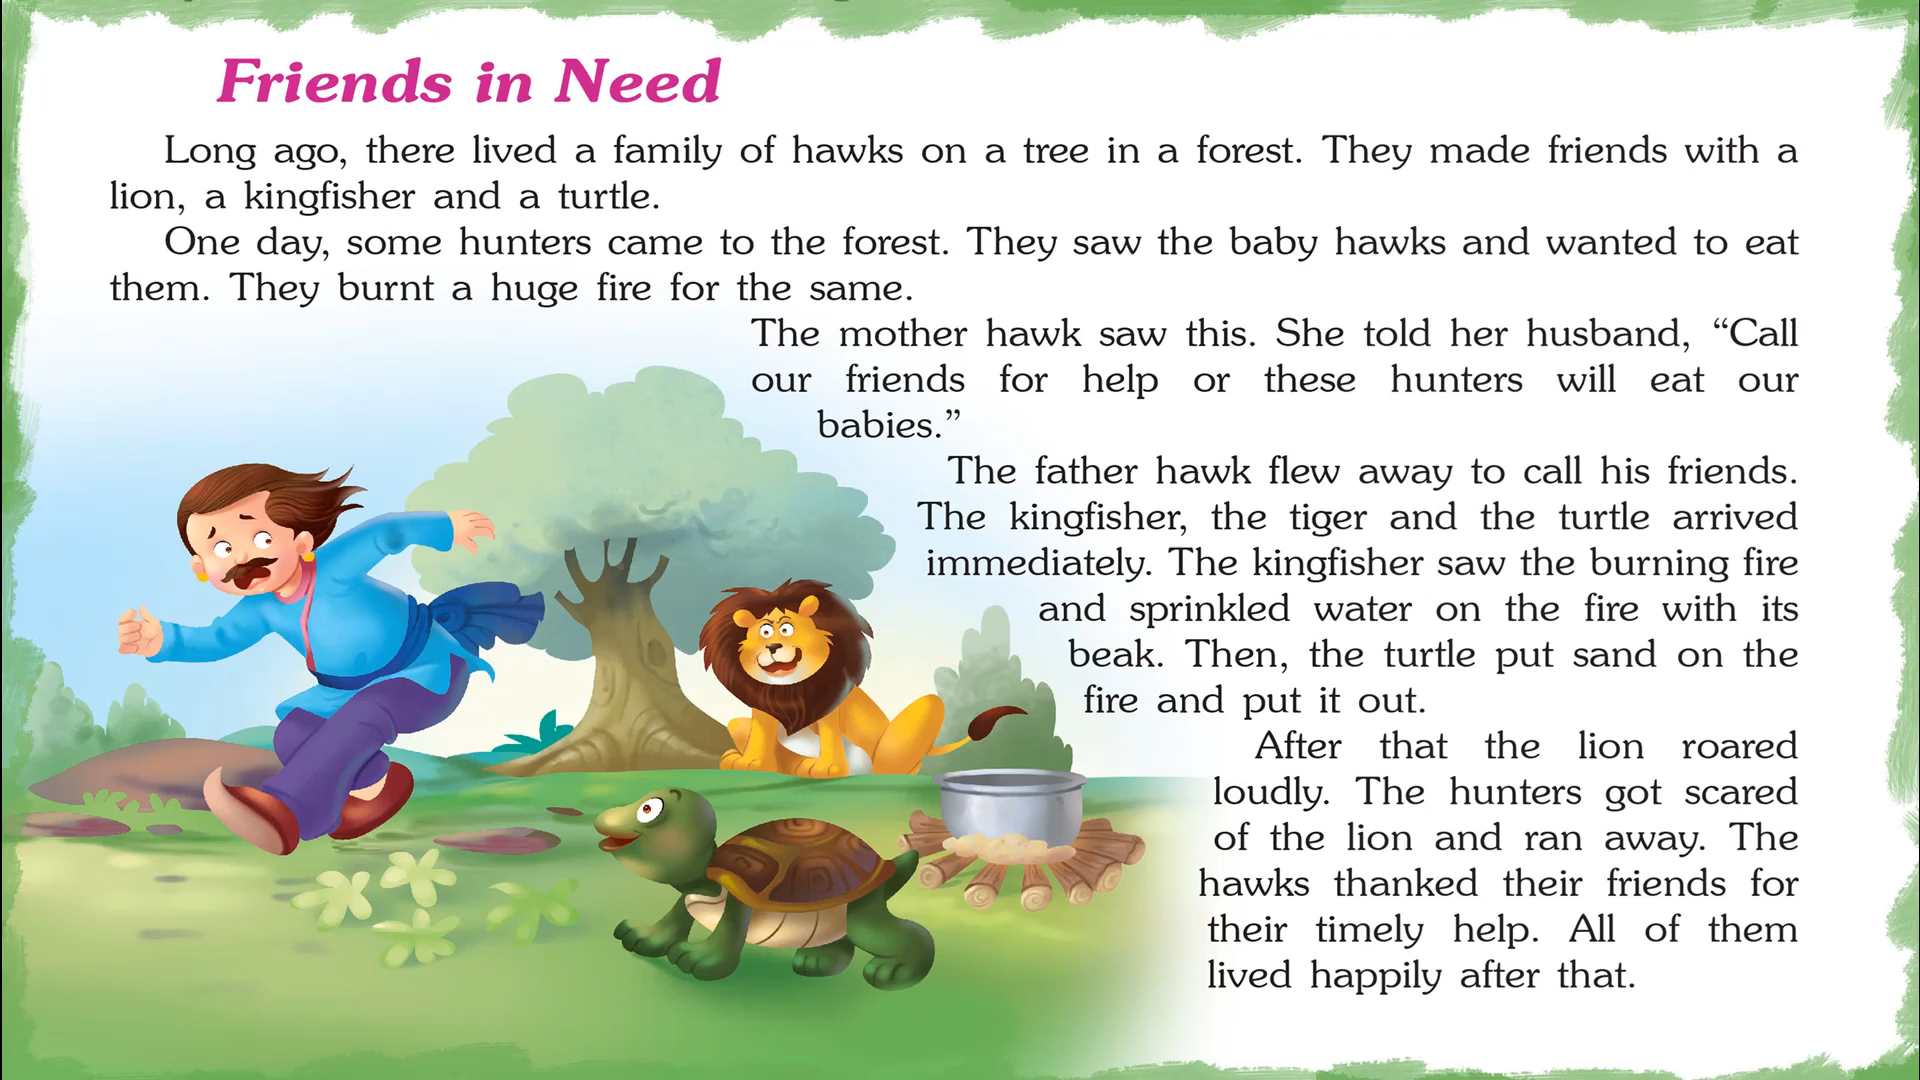 Friends in Need
Long ago, there lived a family of hawks on a tree in a forest. They made friends with a
lion, a kingfisher and a turtle.
One day, some hunters came to the forest. They saw the baby hawks and wanted to eat
them. They burnt a huge fire for the same.
The mother hawk saw this. She told her husband, “Call
our friends for help or these hunters will eat our
babies.”
The father hawk flew away to call his friends.
The kingfisher, the tiger and the turtle arrived
immediately. The kingfisher saw the burning fire
and sprinkled water on the fire with its
beak. Then, the turtle put sand on the
fire and put it out.
After that the lion roared
loudly. The hunters got scared
of the lion and ran away. The
hawks thanked their friends for
their timely help. All of them
lived happily after that.